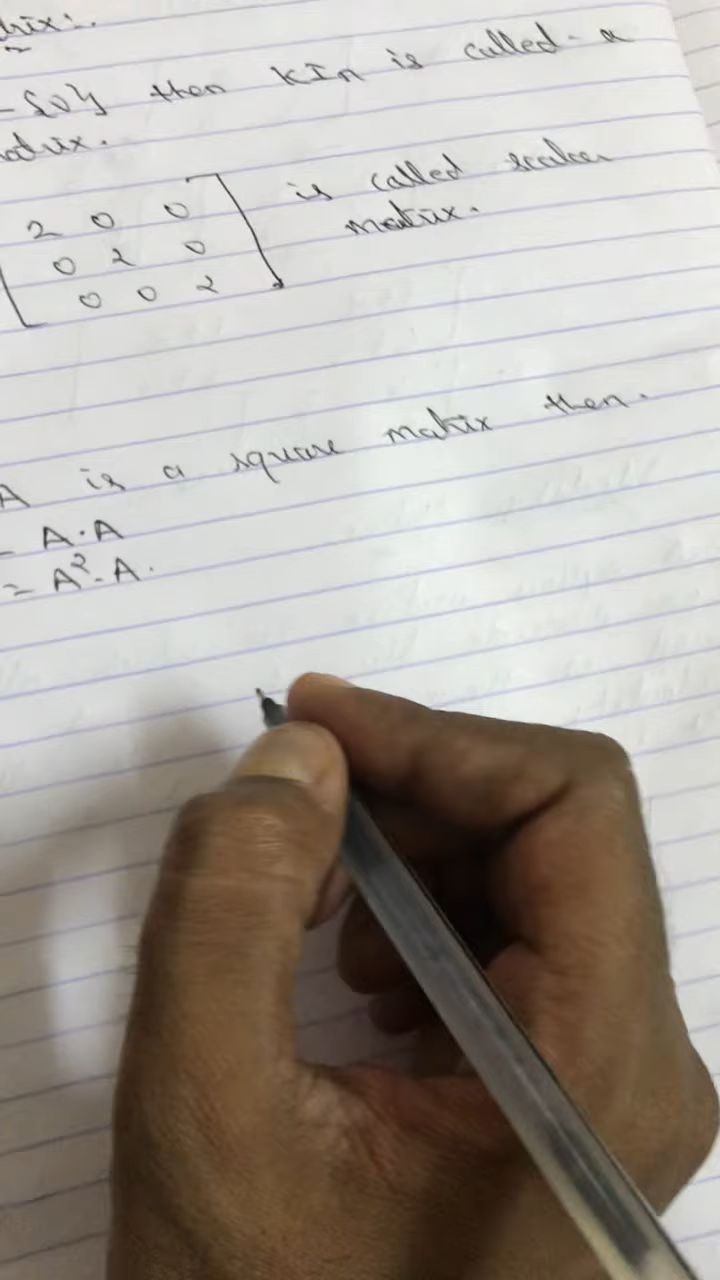 trix:.
-{0} then KIn is called a
matrix.
2 0 0 is called scalar
0 2 0 matrix.
0 0 2
A is a square matrix then.
= A·A
= A²·A.